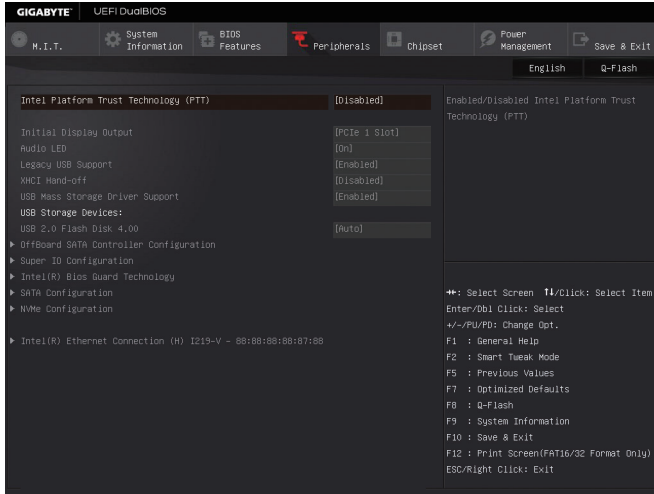 GIGABYTE™ UEFI DualBIOS
M.I.T.
System Information
BIOS Features
Peripherals
Chipset
Power Management
Save & Exit
English Q-Flash
Intel Platform Trust Technology (PTT) [Disabled]
Initial Display Output [PCIe 1 Slot]
Audio LED [On]
Legacy USB Support [Enabled]
XHCI Hand-off [Disabled]
USB Mass Storage Driver Support [Enabled]
USB Storage Devices:
USB 2.0 Flash Disk 4.00 [Auto]
OffBoard SATA Controller Configuration
Super IO Configuration
Intel(R) Bios Guard Technology
SATA Configuration
NVMe Configuration
Intel(R) Ethernet Connection (H) I219-V - 88:88:88:88:87:88
Enabled/Disabled Intel Platform Trust
Technology (PTT)
→←: Select Screen ↑↓/Click: Select Item
Enter/Dbl Click: Select
+/-/PU/PD: Change Opt.
F1 : General Help
F2 : Smart Tweak Mode
F5 : Previous Values
F7 : Optimized Defaults
F8 : Q-Flash
F9 : System Information
F10 : Save & Exit
F12 : Print Screen(FAT16/32 Format Only)
ESC/Right Click: Exit